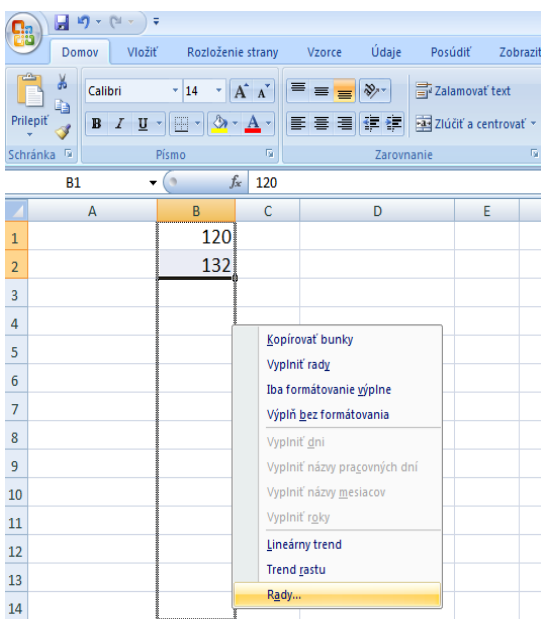 Domov Vložiť Rozloženie strany Vzorce Údaje Posúdiť Zobraziť
Calibri 14 A A Zalamovať text
Prilepiť B I U A Zlúčiť a centrovať
Schránka Písmo Zarovnanie
B1 fx 120
A B C D E
1 120
2 132
3
4
Kopírovať bunky
5
Vyplniť rady
6
Iba formátovanie výplne
7
Výplň bez formátovania
8
Vyplniť dni
9
Vyplniť názvy pracovných dní
10
Vyplniť názvy mesiacov
11
Vyplniť roky
12
Lineárny trend
13
Trend rastu
14
Rady...